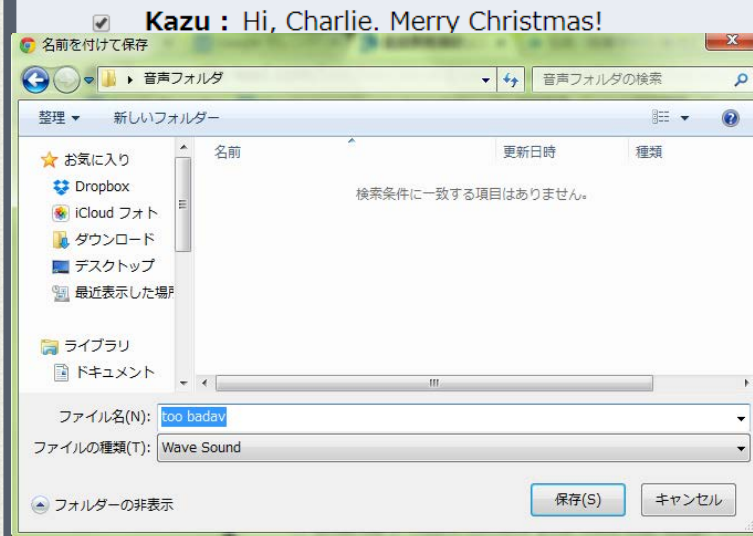 Kazu : Hi, Charlie. Merry Christmas!
名前を付けて保存
音声フォルダ
音声フォルダの検索
整理
新しいフォルダー
名前
更新日時
種類
検索条件に一致する項目はありません。
お気に入り
Dropbox
iCloud フォト
ダウンロード
デスクトップ
最近表示した場所
ライブラリ
ドキュメント
ファイル名(N): too badav
ファイルの種類(T): Wave Sound
フォルダーの非表示
保存(S)
キャンセル